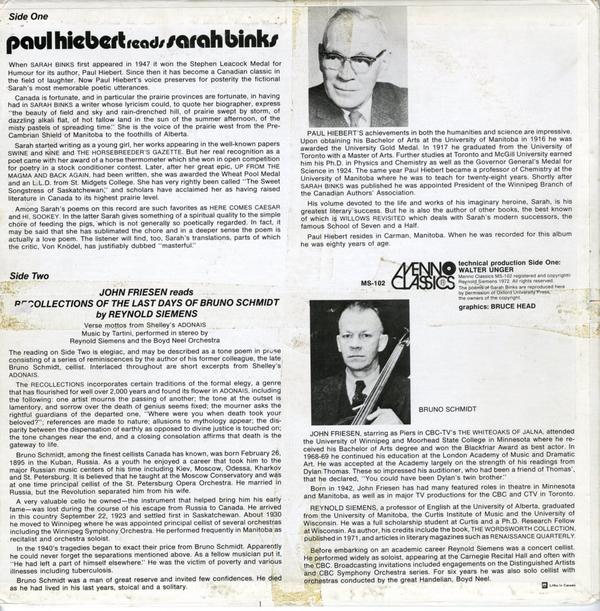 Side One
paul hiebert reads sarah binks
When SARAH BINKS first appeared in 1947 it won the Stephen Leacock Medal for
Humour for its author, Paul Hiebert. Since then it has become a Canadian classic in
the field of laughter. Now Paul Hiebert's voice preserves for posterity the fictional
Sarah's most memorable poetic utterances.
Canada is fortunate, and in particular the prairie provinces are fortunate, in having
had in SARAH BINKS a writer whose lyricism could, to quote her biographer, express
"the beauty of field and sky and rain-drenched hill, of prairie swept by storm, of
dazzling alkali flat, of hot fallow land in the sun of the summer afternoon, of the
misty pastels of spreading time." She is the voice of the prairie west from the Pre-
Cambrian Shield of Manitoba to the foothills of Alberta.
Sarah started writing as a young girl, her works appearing in the well-known papers
SWINE and KINE and THE HORSEBREEDER'S GAZETTE. But her real recognition as a
poet came with her award of a horse thermometer which she won in open competition
for poetry in a stock conditioner contest. Later, after her great epic, UP FROM THE
MAGMA AND BACK AGAIN, had been written, she was awarded the Wheat Pool Medal
and an L.L.D. from St. Midgets College. She has very rightly been called "The Sweet
Songstress of Saskatchewan," and scholars have acclaimed her as having raised
literature in Canada to its highest prairie level.
Among Sarah's poems on this record are such favorites as HERE COMES CAESAR
and HI, SOOKEY. In the latter Sarah gives something of a spiritual quality to the simple
chore of feeding the pigs, which is not generally so poetically regarded. In fact, it
may be said that she has sublimated the chore and in a deeper sense the poem is
actually a love poem. The listener will find, too, Sarah's translations, parts of which
the critic, Von Knödel, has justifiably dubbed "masterful."
PAUL HIEBERT'S achievements in both the humanities and science are impressive.
Upon obtaining his Bachelor of Arts at the University of Manitoba in 1916 he was
awarded the University Gold Medal. In 1917 he graduated from the University of
Toronto with a Master of Arts. Further studies at Toronto and McGill University earned
him his Ph.D. in Physics and Chemistry as well as the Governor General's Medal for
Science in 1924. The same year Paul Hiebert became a professor of Chemistry at the
University of Manitoba where he was to teach for twenty-eight years. Shortly after
SARAH BINKS was published he was appointed President of the Winnipeg Branch of
the Canadian Authors' Association.
His volume devoted to the life and works of his imaginary heroine, Sarah, is his
greatest literary success. But he is also the author of other books, the best known
of which is WILLOWS REVISITED which deals with Sarah's modern successors, the
famous School of Seven and a Half.
Paul Hiebert resides in Carman, Manitoba. When he was recorded for this album
he was eighty years of age.
Side Two
JOHN FRIESEN reads
RECOLLECTIONS OF THE LAST DAYS OF BRUNO SCHMIDT
by REYNOLD SIEMENS
Verse mottos from Shelley's ADONAIS
Music by Tartini, performed in stereo by
Reynold Siemens and the Boyd Neel Orchestra
The reading on Side Two is elegiac, and may be described as a tone poem in prose
consisting of a series of reminiscences by the author of his former colleague, the late
Bruno Schmidt, cellist. Interlaced throughout are short excerpts from Shelley's
ADONAIS.
The RECOLLECTIONS incorporates certain traditions of the formal elegy, a genre
that has flourished for well over 2,000 years and found its flower in ADONAIS, including
the following: one artist mourns the passing of another; the tone at the outset is
lamentory, and sorrow over the death of genius seems fixed; the mourner asks the
rightful guardians of the departed one, "Where were you when death took your
beloved?"; references are made to nature; allusions to mythology appear; the dis-
parity between the dispensation of earthly as opposed to divine justice is touched on;
the tone changes near the end, and a closing consolation affirms that death is the
gateway to life.
Bruno Schmidt, among the finest cellists Canada has known, was born February 26,
1895 in the Kuban, Russia. As a youth he enjoyed a career that took him to the
major Russian music centers of his time including Kiev, Moscow, Odessa, Kharkov
and St. Petersburg. It is believed that he taught at the Moscow Conservatory and was
at one time principal cellist of the St. Petersburg Opera Orchestra. He married in
Russia, but the Revolution separated him from his wife.
A very valuable cello he owned—the instrument that helped bring him his early
fame—was lost during the course of his escape from Russia to Canada. He arrived
in this country September 22, 1923 and settled first in Saskatchewan. About 1930
he moved to Winnipeg where he was appointed principal cellist of several orchestras
including the Winnipeg Symphony Orchestra. He performed frequently in Manitoba as
recitalist and orchestra soloist.
In the 1940's tragedies began to exact their price from Bruno Schmidt. Apparently
he could never forget the separations mentioned above. As a fellow musician put it,
"He had left a part of himself elsewhere." He was the victim of poverty and various
illnesses including tuberculosis.
Bruno Schmidt was a man of great reserve and invited few confidences. He died
as he had lived in his last years, stoical and a solitary.
MS-102
MENNO
CLASSICS
technical production Side One:
WALTER UNGER
Menno Classics MS-102 registered and copyright
Reynold Siemens 1972. All rights reserved.
The poems of Sarah Binks are reproduced here
by permission of Oxford University Press,
the owners of the copyright.
graphics: BRUCE HEAD
BRUNO SCHMIDT
JOHN FRIESEN, starring as Piers in CBC-TV's THE WHITEOAKS OF JALNA, attended
the University of Winnipeg and Moorhead State College in Minnesota where he re-
ceived his Bachelor of Arts degree and won the Blackfriar Award as best actor. In
1968-69 he continued his education at the London Academy of Music and Dramatic
Art. He was accepted at the Academy largely on the strength of his readings from
Dylan Thomas. These so impressed his auditioner, who had been a friend of Thomas',
that he declared, "You could have been Dylan's twin brother."
Born in 1942, John Friesen has had many featured roles in theatre in Minnesota
and Manitoba, as well as in major TV productions for the CBC and CTV in Toronto.
REYNOLD SIEMENS, a professor of English at the University of Alberta, graduated
from the University of Manitoba, the Curtis Institute of Music and the University of
Wisconsin. He was a full scholarship student at Curtis and a Ph.D. Research Fellow
at Wisconsin. As author, his credits include the book, THE WORDSWORTH COLLECTION,
published in 1971, and articles in literary magazines such as RENAISSANCE QUARTERLY.
Before embarking on an academic career Reynold Siemens was a concert cellist.
He performed widely as soloist, appearing at the Carnegie Recital Hall and often with
the CBC. Broadcasting invitations included engagements on the Distinguished Artists
and CBC Symphony Orchestra series. For six years he was also solo cellist with
orchestras conducted by the great Handelian, Boyd Neel.
Litho in Canada